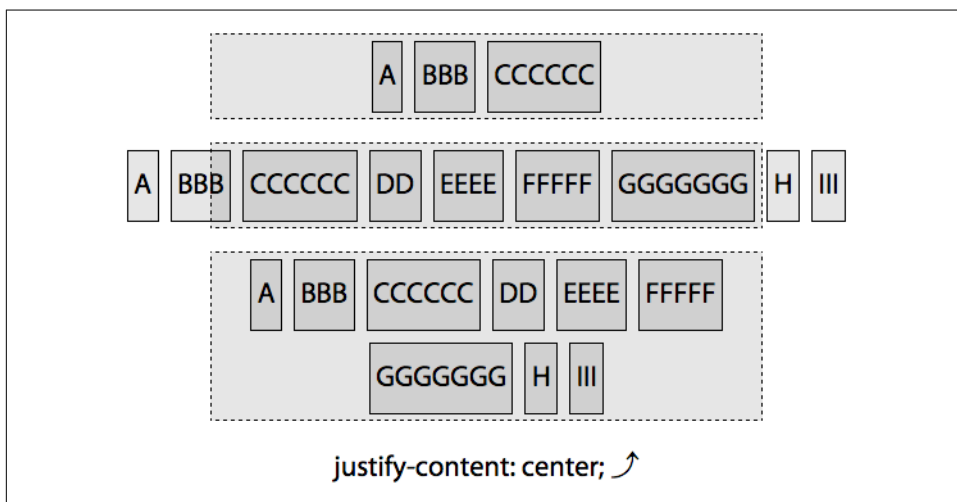 A BBB CCCCCC
A BBB CCCCCC DD EEEE FFFFF GGGGGGG H III
A BBB CCCCCC DD EEEE FFFFF
GGGGGGG H III
justify-content: center;